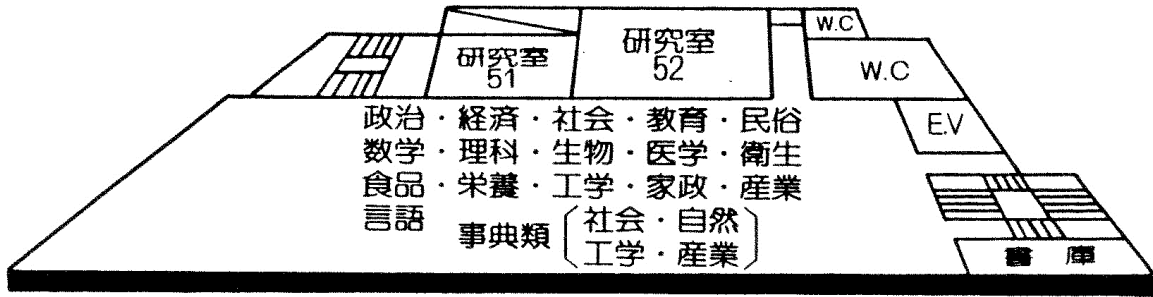 W.C
研究室
52
研究室
51
W.C
政治・経済・社会・教育・民俗
E.V
数学・理科・生物・医学・衛生
食品・栄養・工学・家政・産業
言語
事典類
社会・自然
工学・産業
書庫